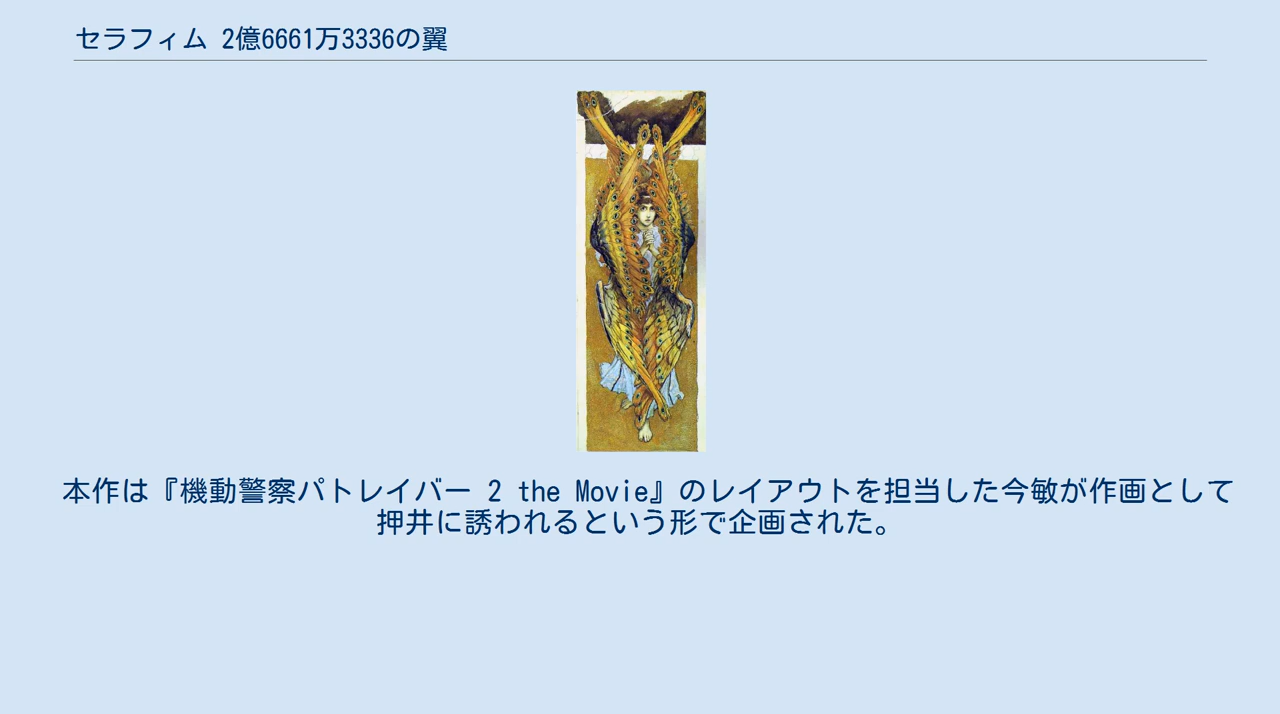 セラフィム 2億6661万3336の翼
本作は『機動警察パトレイバー 2 the Movie』のレイアウトを担当した今敏が作画として
押井に誘われるという形で企画された。